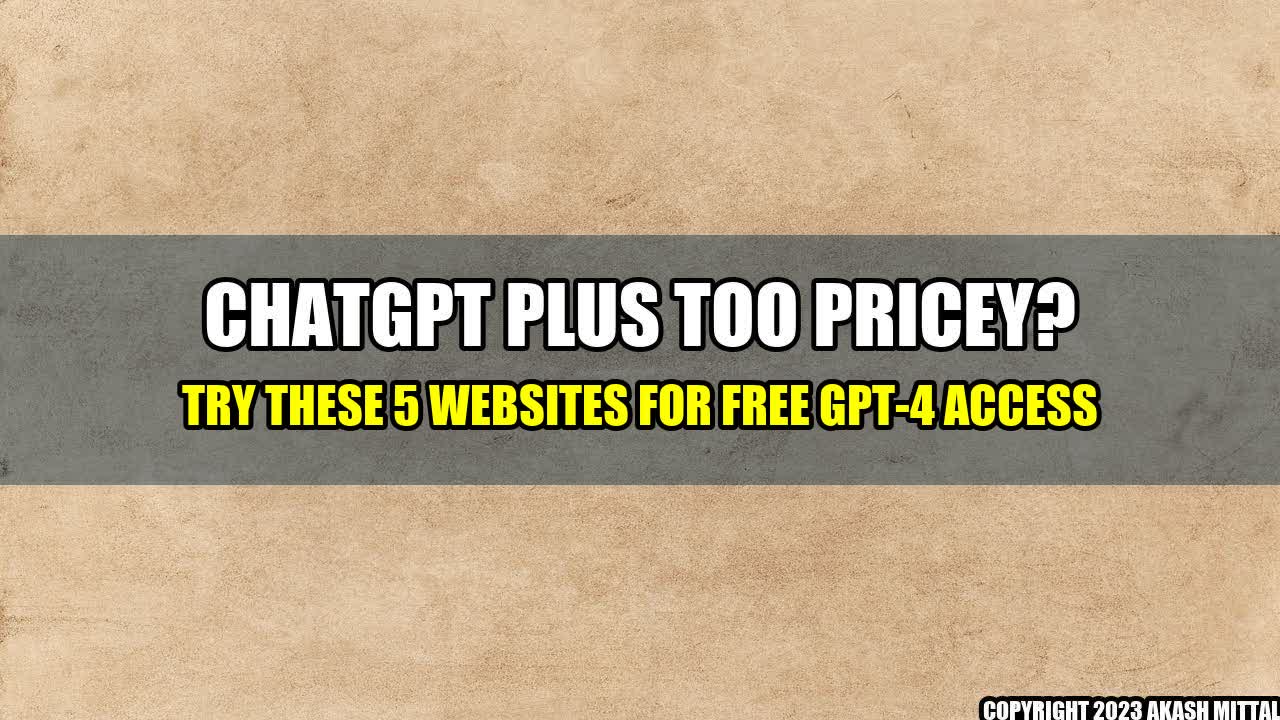 CHATGPT PLUS TOO PRICEY?
TRY THESE 5 WEBSITES FOR FREE GPT-4 ACCESS
COPYRIGHT 2023 AKASH MITTAL